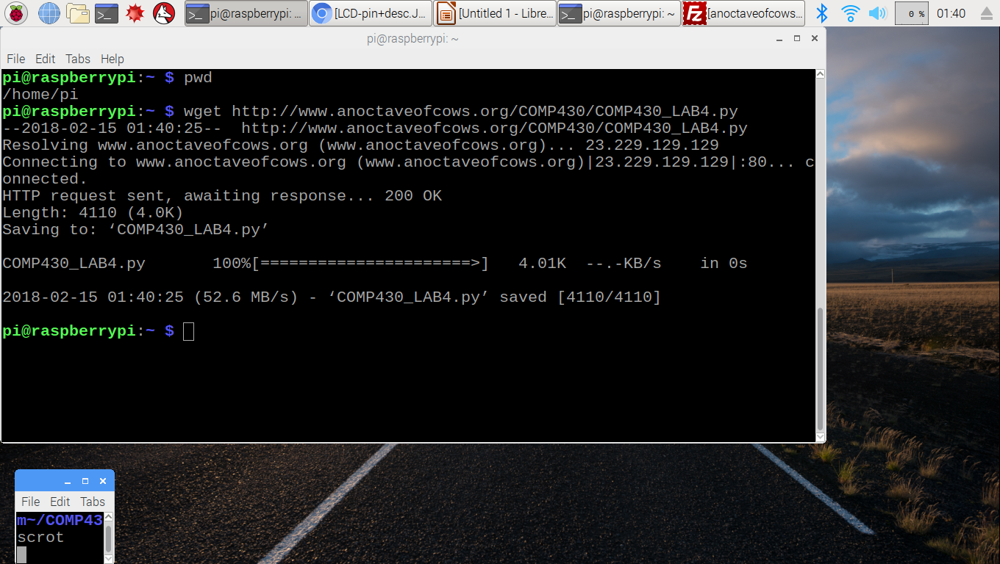 pi@raspberrypi: ...
[LCD-pin+desc.J...
[Untitled 1 - Libre...
pi@raspberrypi: ~
Fz
[anoctaveofcows...
0 %
01:40
pi@raspberrypi: ~
File Edit Tabs Help
pi@raspberrypi:~ $ pwd
/home/pi
pi@raspberrypi:~ $ wget http://www.anoctaveofcows.org/COMP430/COMP430_LAB4.py
--2018-02-15 01:40:25--  http://www.anoctaveofcows.org/COMP430/COMP430_LAB4.py
Resolving www.anoctaveofcows.org (www.anoctaveofcows.org)... 23.229.129.129
Connecting to www.anoctaveofcows.org (www.anoctaveofcows.org)|23.229.129.129|:80... c
onnected.
HTTP request sent, awaiting response... 200 OK
Length: 4110 (4.0K)
Saving to: ‘COMP430_LAB4.py’
COMP430_LAB4.py       100%[======================>]   4.01K  --.-KB/s    in 0s
2018-02-15 01:40:25 (52.6 MB/s) - ‘COMP430_LAB4.py’ saved [4110/4110]
pi@raspberrypi:~ $
File Edit Tabs
m~/COMP43
scrot